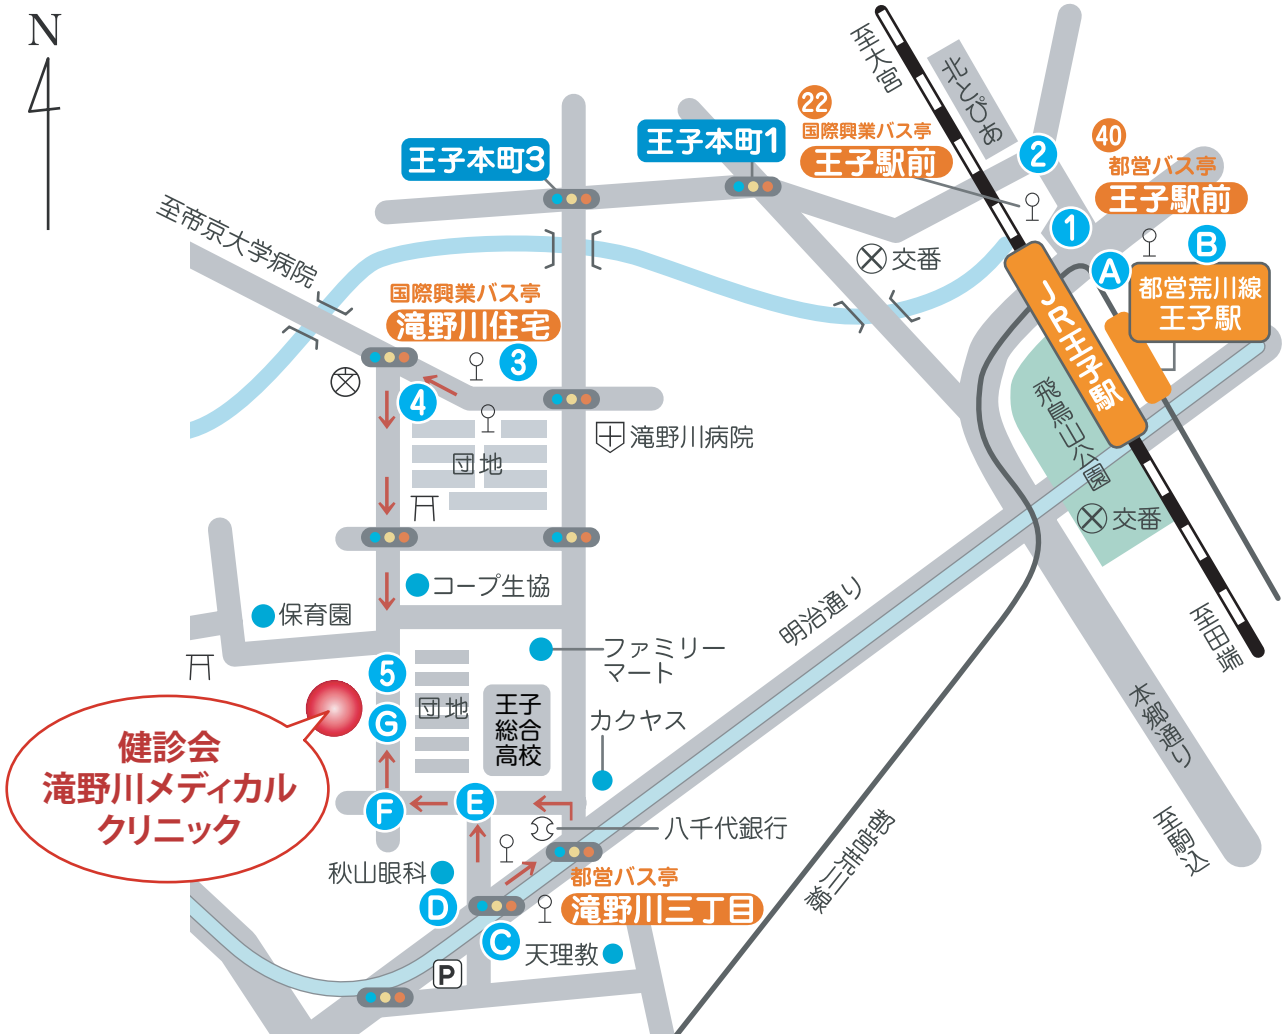 N
至大宮
北とぴあ
22
国際興業バス亭
王子駅前
40
都営バス亭
王子駅前
王子本町3
王子本町1
2
1
A
B
都営荒川線
王子駅
JR王子駅
交番
至帝京大学病院
国際興業バス亭
滝野川住宅
3
4
滝野川病院
団地
飛鳥山公園
交番
コープ生協
保育園
明治通り
至田端
ファミリー
マート
5
団地
G
王子
総合
高校
カクヤス
本郷通り
健診会
滝野川メディカル
クリニック
F
E
八千代銀行
都営荒川線
至駒込
秋山眼科
都営バス亭
滝野川三丁目
D
C
天理教
P